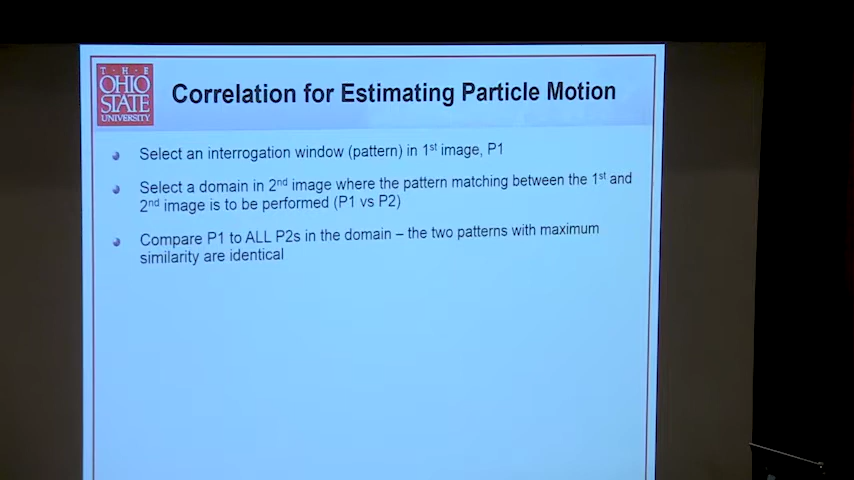 T · H · E
OHIO
STATE
UNIVERSITY
Correlation for Estimating Particle Motion
Select an interrogation window (pattern) in 1st image, P1
Select a domain in 2nd image where the pattern matching between the 1st and
2nd image is to be performed (P1 vs P2)
Compare P1 to ALL P2s in the domain – the two patterns with maximum
similarity are identical